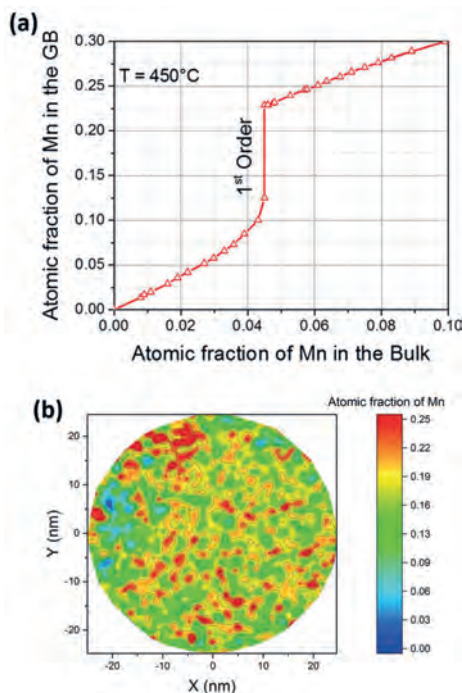 (a)
0.30
0.25
0.20
0.15
0.10
0.05
0.00
Atomic fraction of Mn in the GB
T = 450°C
1st Order
0.00 0.02 0.04 0.06 0.08 0.10
Atomic fraction of Mn in the Bulk
(b)
Atomic fraction of Mn
20
10
0
-10
-20
Y (nm)
-20 -10 0 10 20
X (nm)
0.25
0.22
0.19
0.16
0.13
0.09
0.06
0.03
0.00